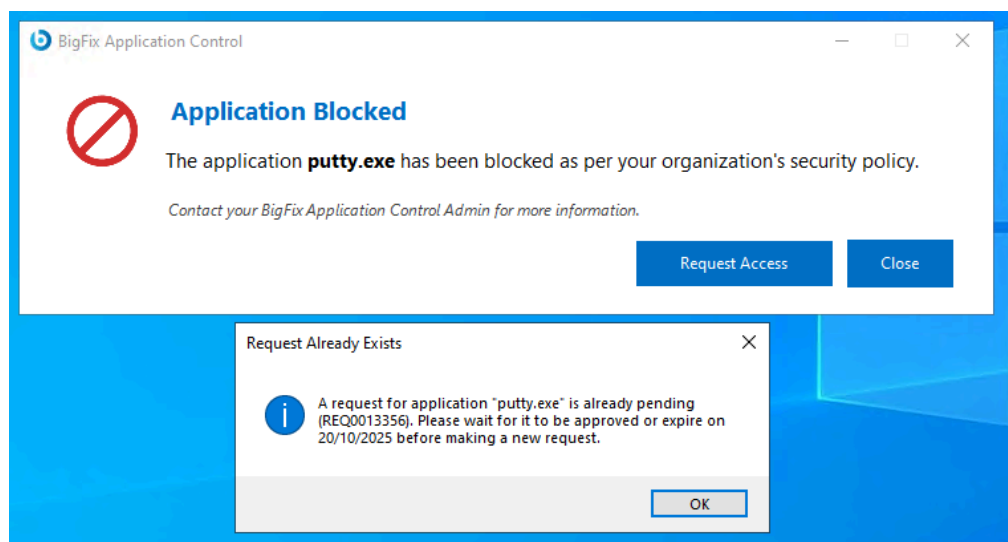 BigFix Application Control
Application Blocked
The application putty.exe has been blocked as per your organization's security policy.
Contact your BigFix Application Control Admin for more information.
Request Access
Close
Request Already Exists
A request for application "putty.exe" is already pending
(REQ0013356). Please wait for it to be approved or expire on
20/10/2025 before making a new request.
OK